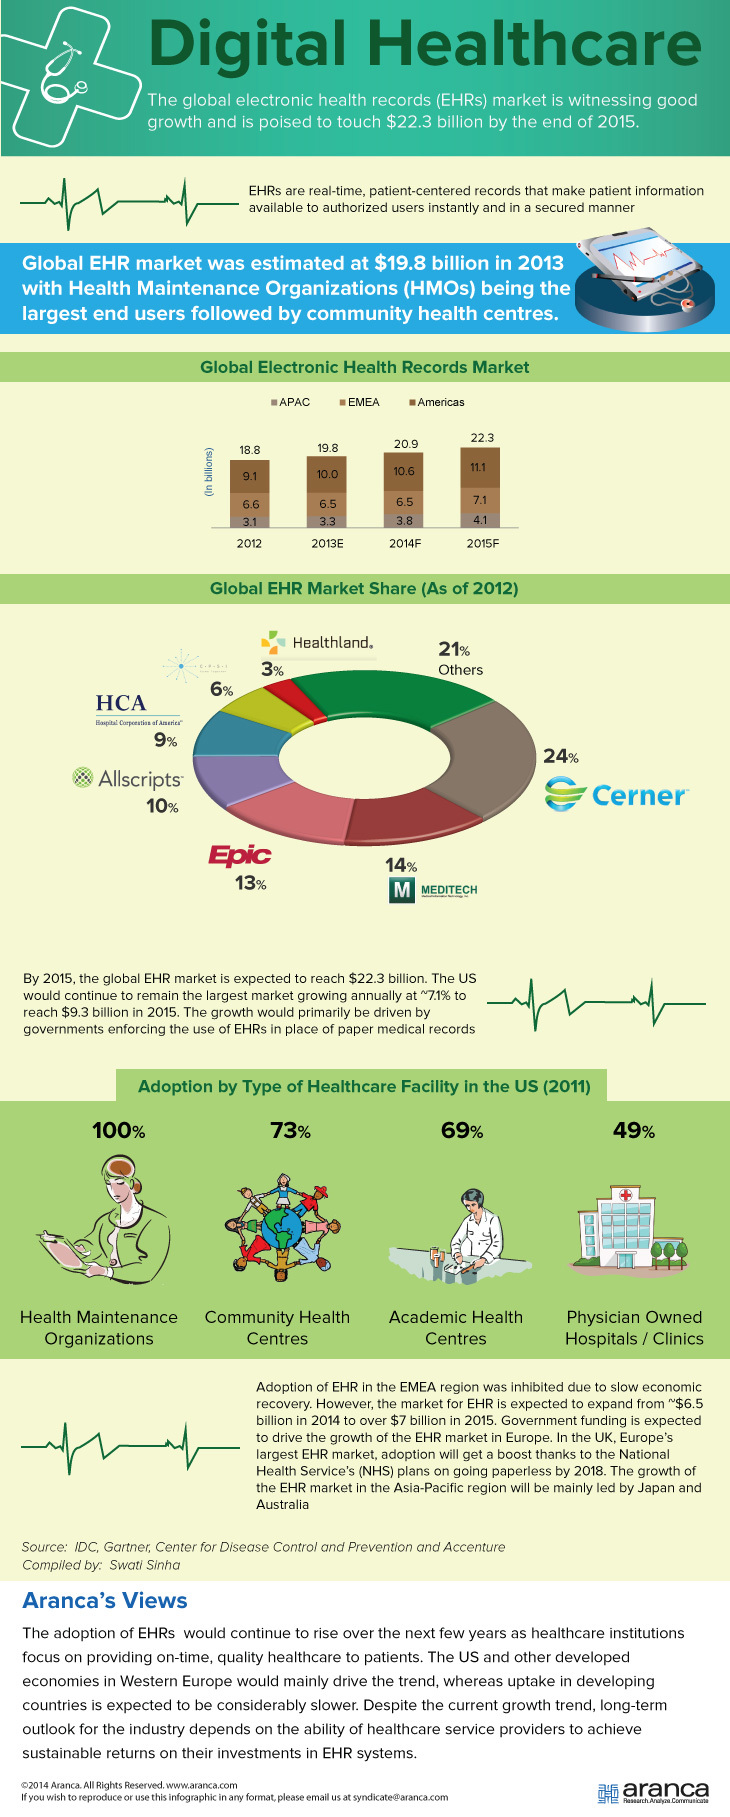 Digital Healthcare
The global electronic health records (EHRs) market is witnessing good
growth and is poised to touch $22.3 billion by the end of 2015.
EHRs are real-time, patient-centered records that make patient information
available to authorized users instantly and in a secured manner
Global EHR market was estimated at $19.8 billion in 2013
with Health Maintenance Organizations (HMOs) being the
largest end users followed by community health centres.
Global Electronic Health Records Market
APAC EMEA Americas
(In billions)
18.8 19.8 20.9 22.3
9.1 10.0 10.6 11.1
6.6 6.5 6.5 7.1
3.1 3.3 3.8 4.1
2012 2013E 2014F 2015F
Global EHR Market Share (As of 2012)
Healthland
3%
21%
Others
6%
HCA
Hospital Corporation of America
9%
24%
Cerner
Allscripts
10%
Epic
13%
14%
M MEDITECH
By 2015, the global EHR market is expected to reach $22.3 billion. The US
would continue to remain the largest market growing annually at ~7.1% to
reach $9.3 billion in 2015. The growth would primarily be driven by
governments enforcing the use of EHRs in place of paper medical records
Adoption by Type of Healthcare Facility in the US (2011)
100% 73% 69% 49%
Health Maintenance
Organizations
Community Health
Centres
Academic Health
Centres
Physician Owned
Hospitals / Clinics
Adoption of EHR in the EMEA region was inhibited due to slow economic
recovery. However, the market for EHR is expected to expand from ~$6.5
billion in 2014 to over $7 billion in 2015. Government funding is expected
to drive the growth of the EHR market in Europe. In the UK, Europe's
largest EHR market, adoption will get a boost thanks to the National
Health Service's (NHS) plans on going paperless by 2018. The growth of
the EHR market in the Asia-Pacific region will be mainly led by Japan and
Australia
Source: IDC, Gartner, Center for Disease Control and Prevention and Accenture
Compiled by: Swati Sinha
Aranca's Views
The adoption of EHRs would continue to rise over the next few years as healthcare institutions
focus on providing on-time, quality healthcare to patients. The US and other developed
economies in Western Europe would mainly drive the trend, whereas uptake in developing
countries is expected to be considerably slower. Despite the current growth trend, long-term
outlook for the industry depends on the ability of healthcare service providers to achieve
sustainable returns on their investments in EHR systems.
©2014 Aranca. All Rights Reserved. www.aranca.com
If you wish to reproduce or use this infographic in any format, please email us at syndicate@aranca.com
aranca
Research.Analyze.Communicate